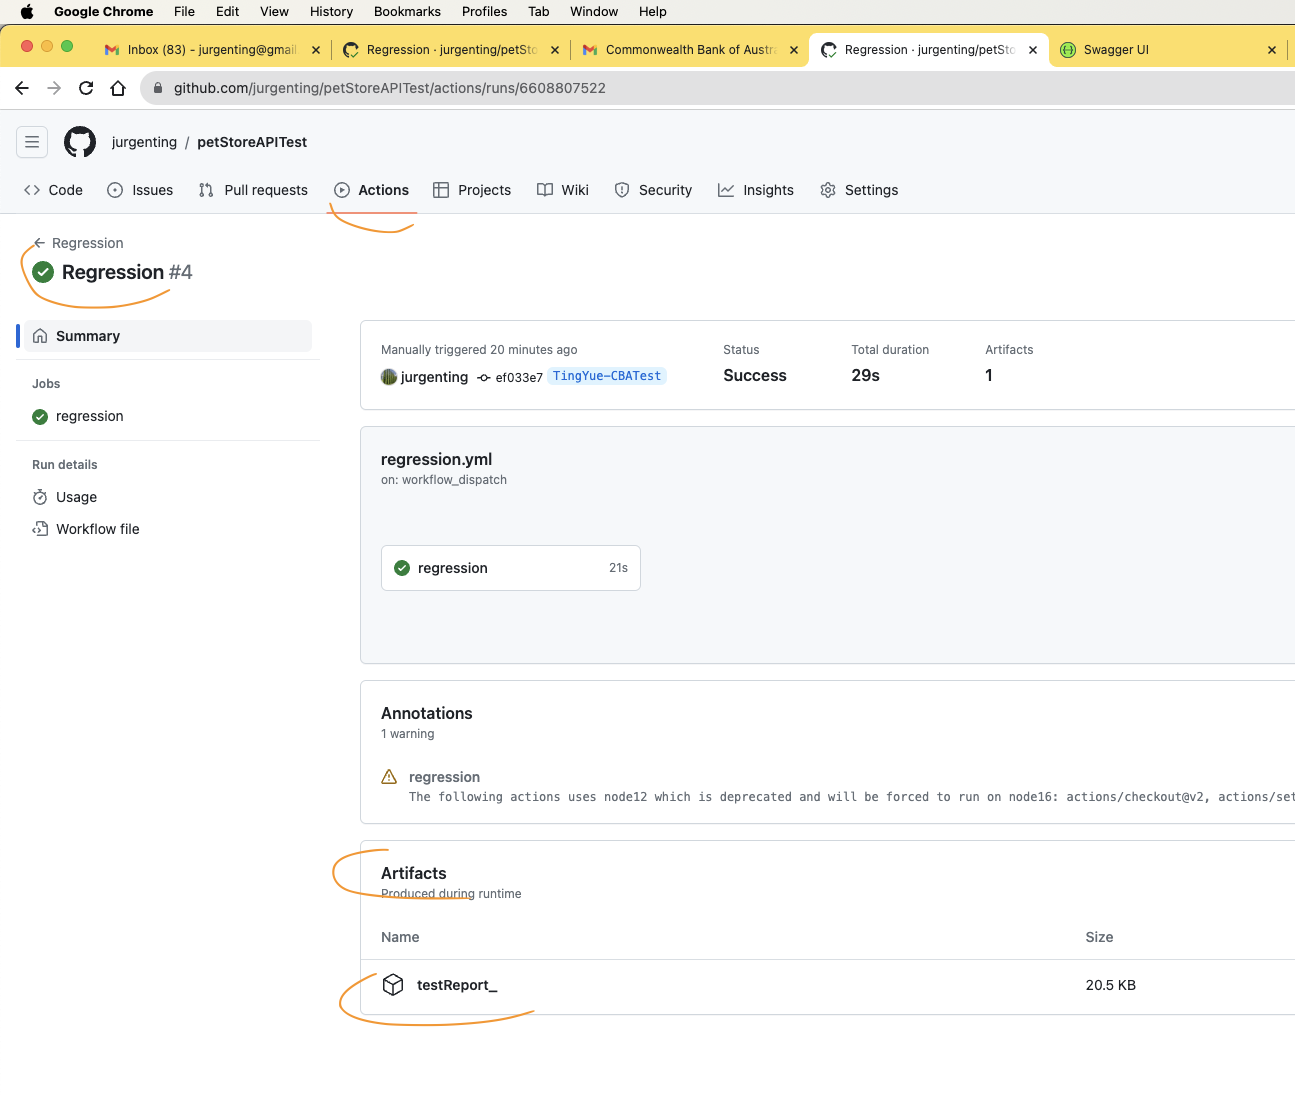 Google Chrome File Edit View History Bookmarks Profiles Tab Window Help
Inbox (83) - jurgenting@gmail Regression · jurgenting/petSto Commonwealth Bank of Austra Regression · jurgenting/petSto Swagger UI
github.com/jurgenting/petStoreAPITest/actions/runs/6608807522
jurgenting / petStoreAPITest
Code Issues Pull requests Actions Projects Wiki Security Insights Settings
Regression
Regression #4
Summary
Jobs
regression
Run details
Usage
Workflow file
Manually triggered 20 minutes ago Status Total duration Artifacts
jurgenting ef033e7 TingYue-CBATest Success 29s 1
regression.yml
on: workflow_dispatch
regression 21s
Annotations
1 warning
regression
The following actions uses node12 which is deprecated and will be forced to run on node16: actions/checkout@v2, actions/set
Artifacts
Produced during runtime
Name Size
testReport_ 20.5 KB